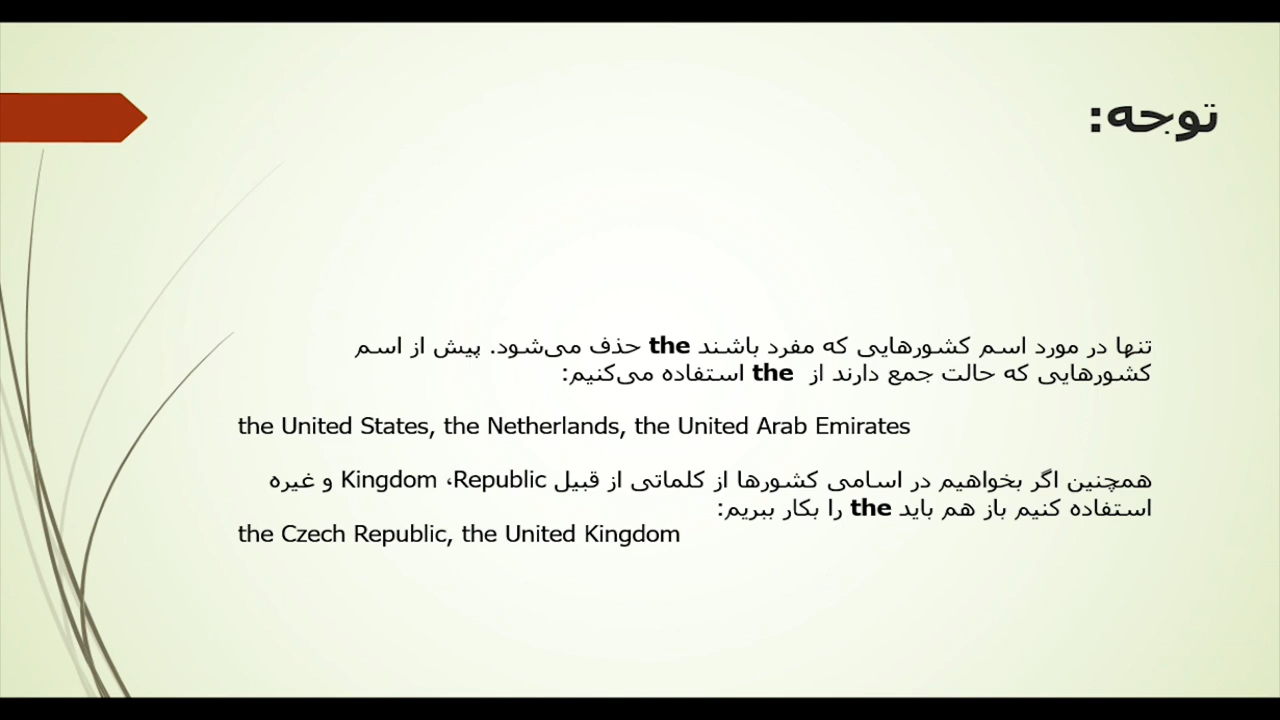 توجه:
تنها در مورد اسم کشورهایی که مفرد باشند the حذف می‌شود. پیش از اسم
کشورهایی که حالت جمع دارند از the استفاده می‌کنیم:
the United States, the Netherlands, the United Arab Emirates
همچنین اگر بخواهیم در اسامی کشورها از کلماتی از قبیل Kingdom ،Republic و غیره
استفاده کنیم باز هم باید the را بکار ببریم:
the Czech Republic, the United Kingdom